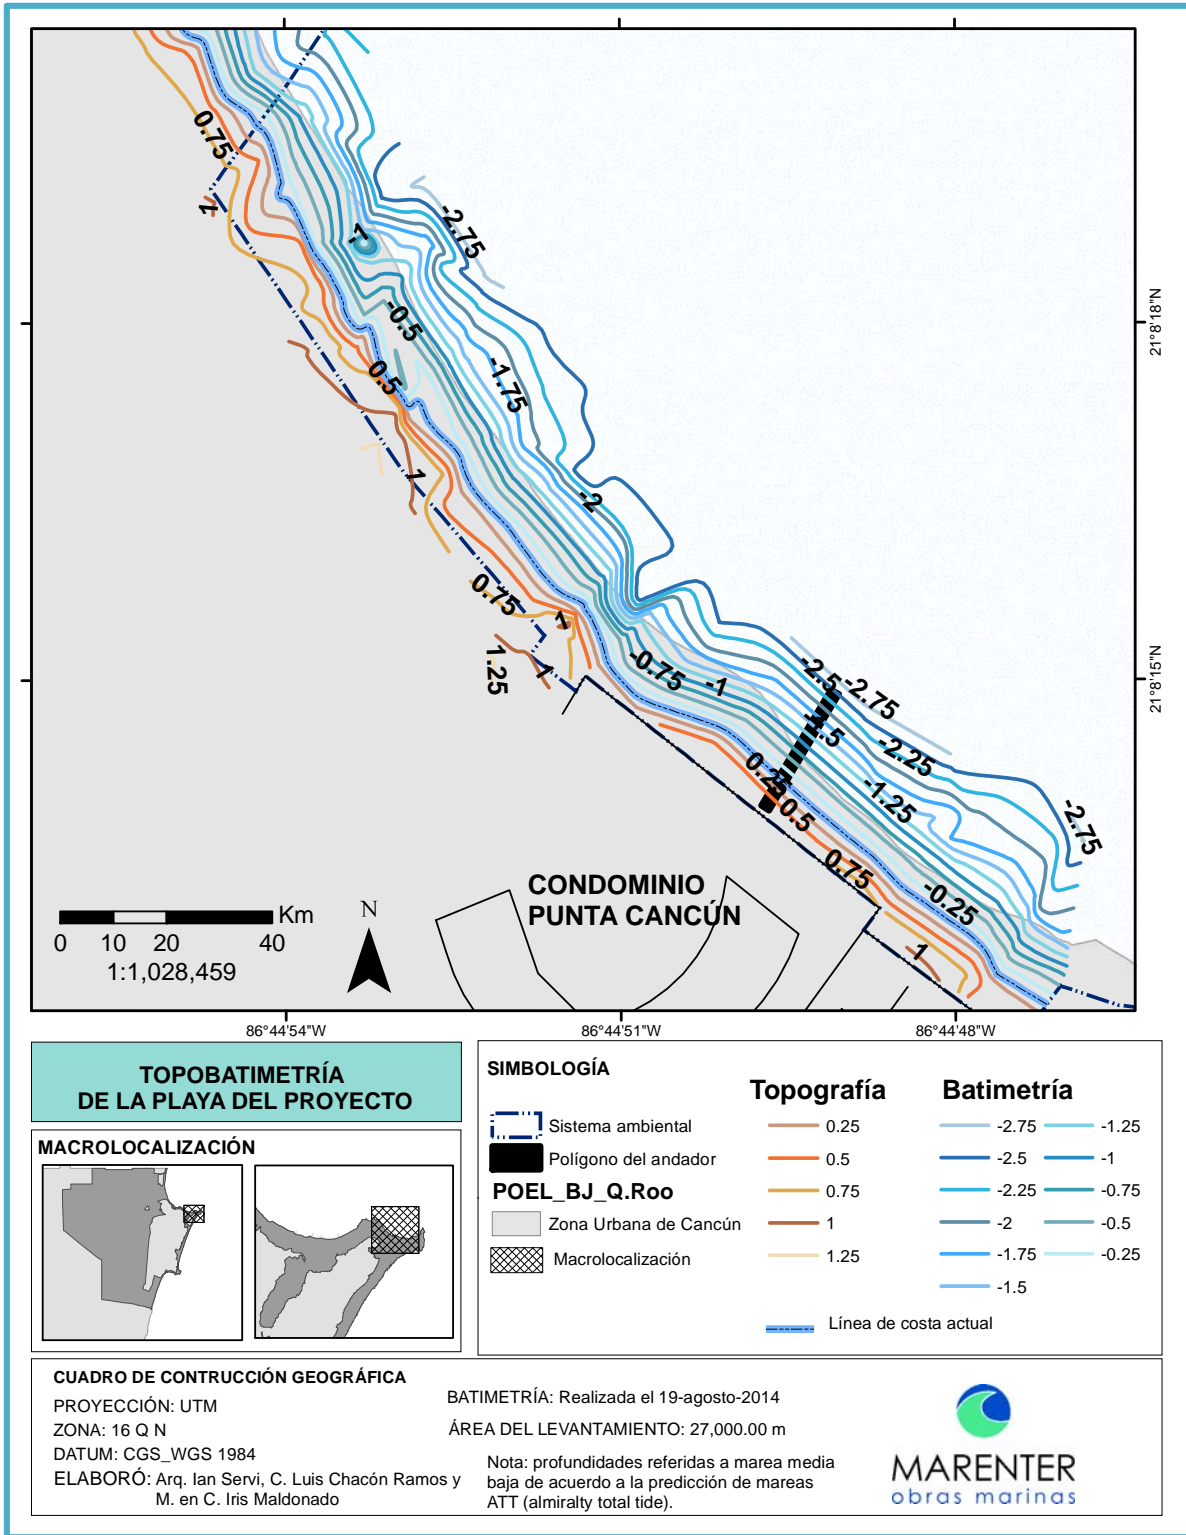 0.75
1
-1
-2.75
-0.5
0.5
-1.75
1
-2
0.75
1
1.25
1
-0.75
-1
-2.5
-2.75
-1.5
-2.25
0.25
0.5
-1.25
-2.75
0.75
-0.25
1
CONDOMINIO
PUNTA CANCÚN
21°8'18"N
21°8'15"N
Km
0 10 20 40
1:1,028,459
N
86°44'54"W 86°44'51"W 86°44'48"W
TOPOBATIMETRÍA
DE LA PLAYA DEL PROYECTO
MACROLOCALIZACIÓN
SIMBOLOGÍA
Sistema ambiental
Polígono del andador
POEL_BJ_Q.Roo
Zona Urbana de Cancún
Macrolocalización
Topografía
0.25
0.5
0.75
1
1.25
Batimetría
-2.75 -1.25
-2.5 -1
-2.25 -0.75
-2 -0.5
-1.75 -0.25
-1.5
Línea de costa actual
CUADRO DE CONTRUCCIÓN GEOGRÁFICA
PROYECCIÓN: UTM
ZONA: 16 Q N
DATUM: CGS_WGS 1984
ELABORÓ: Arq. Ian Servi, C. Luis Chacón Ramos y
M. en C. Iris Maldonado
BATIMETRÍA: Realizada el 19-agosto-2014
ÁREA DEL LEVANTAMIENTO: 27,000.00 m
Nota: profundidades referidas a marea media
baja de acuerdo a la predicción de mareas
ATT (almiralty total tide).
MARENTER
obras marinas